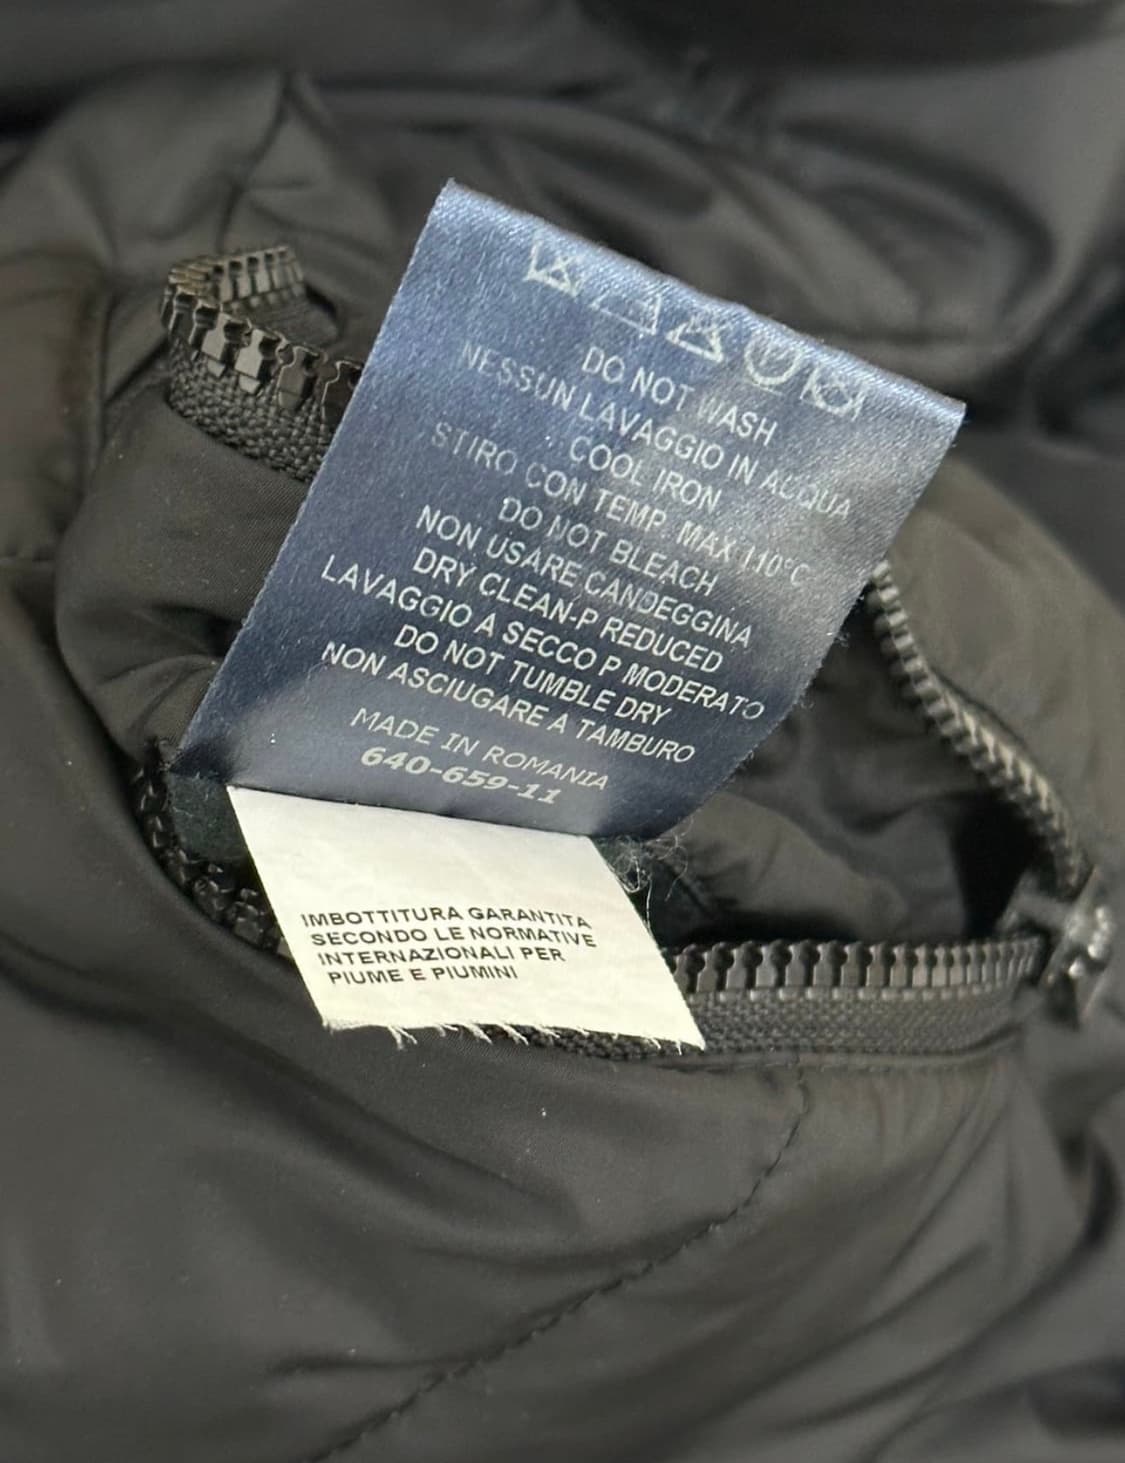 DO NOT WASH
NESSUN LAVAGGIO IN ACQUA
COOL IRON
STIRO CON TEMP. MAX 110°C
DO NOT BLEACH
NON USARE CANDEGGINA
DRY CLEAN-P REDUCED
LAVAGGIO A SECCO P MODERATO
DO NOT TUMBLE DRY
NON ASCIUGARE A TAMBURO
MADE IN ROMANIA
640-659-11
IMBOTTITURA GARANTITA
SECONDO LE NORMATIVE
INTERNAZIONALI PER
PIUME E PIUMINI